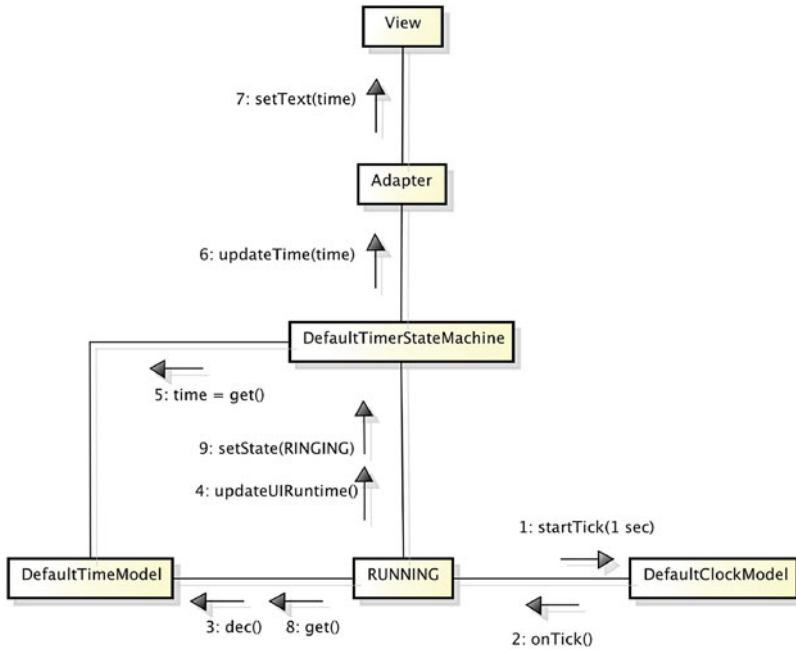 View
7: setText(time)
Adapter
6: updateTime(time)
DefaultTimerStateMachine
5: time = get()
9: setState(RINGING)
4: updateUIRuntime()
1: startTick(1 sec)
DefaultTimeModel
RUNNING
DefaultClockModel
3: dec()
8: get()
2: onTick()